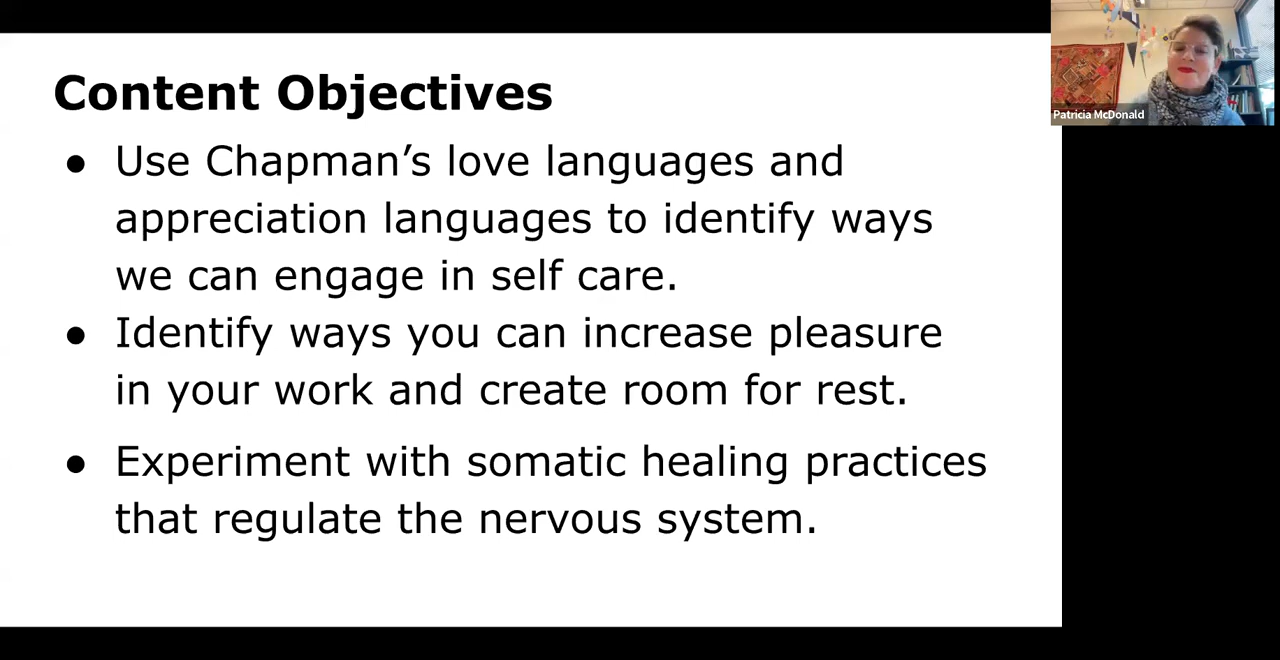 Content Objectives
● Use Chapman’s love languages and
appreciation languages to identify ways
we can engage in self care.
● Identify ways you can increase pleasure
in your work and create room for rest.
● Experiment with somatic healing practices
that regulate the nervous system.
Patricia McDonald